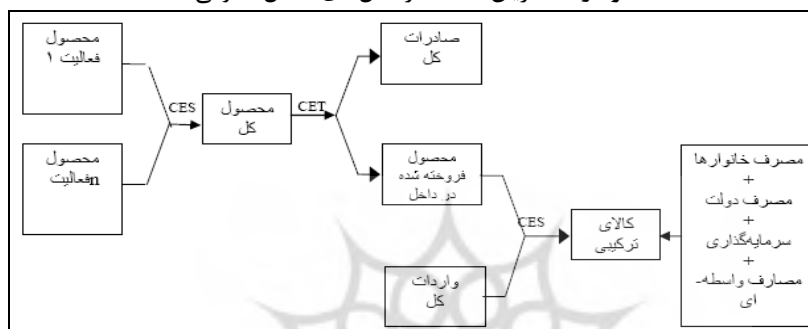 محصول
فعالیت ۱
محصول
فعالیتn
CES
محصول
کل
CET
صادرات
کل
محصول
فروخته شده
در داخل
واردات
کل
CES
کالای
ترکیبی
مصرف خانوارها
+
مصرف دولت
+
سرمایه‌گذاری
+
مصارف واسطه-
ای